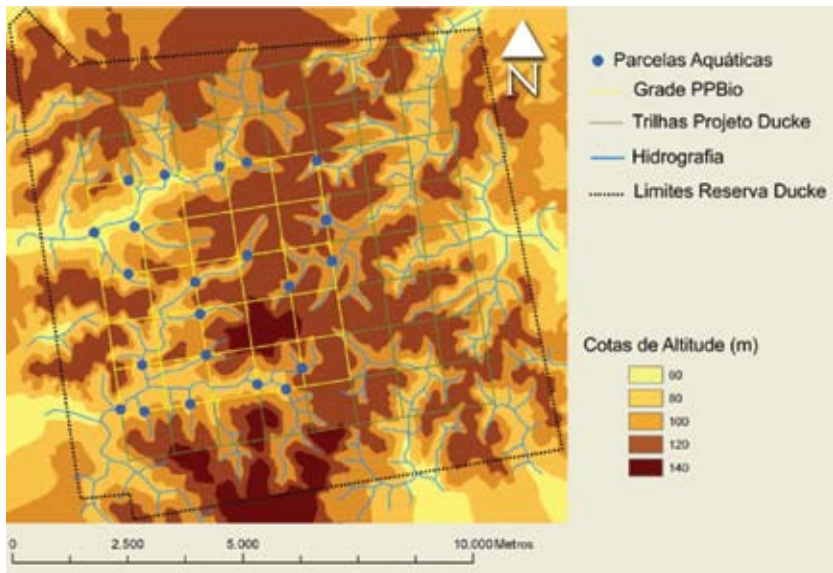 N
Parcelas Aquáticas
Grade PPBio
Trilhas Projeto Ducke
Hidrografia
Limites Reserva Ducke
Cotas de Altitude (m)
60
80
100
120
140
0 2.500 5.000 10.000 Metros